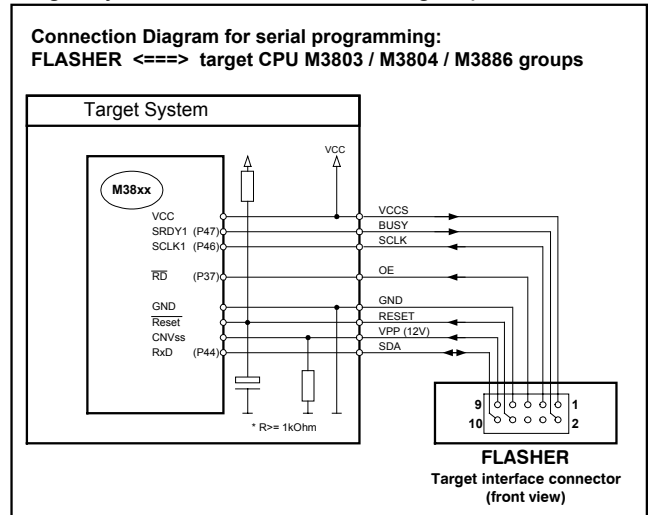 Connection Diagram for serial programming:
FLASHER <===> target CPU M3803 / M3804 / M3886 groups
Target System
VCC
M38xx
VCC
VCCS
SRDY1 (P47)
BUSY
SCLK1 (P46)
SCLK
RD (P37)
OE
GND
GND
Reset
RESET
CNVss
VPP (12V)
RxD (P44)
SDA
* R>= 1kOhm
9
1
10
2
FLASHER
Target interface connector
(front view)